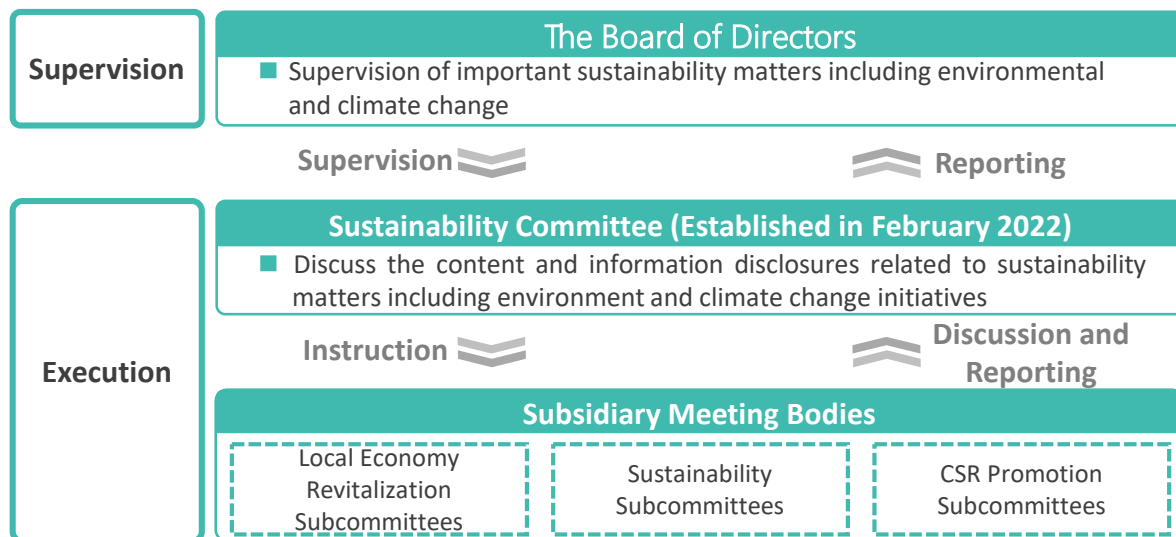 Supervision
The Board of Directors
■ Supervision of important sustainability matters including environmental
and climate change
Supervision
Reporting
Execution
Sustainability Committee (Established in February 2022)
■ Discuss the content and information disclosures related to sustainability
matters including environment and climate change initiatives
Instruction
Discussion and
Reporting
Subsidiary Meeting Bodies
Local Economy
Revitalization
Subcommittees
Sustainability
Subcommittees
CSR Promotion
Subcommittees